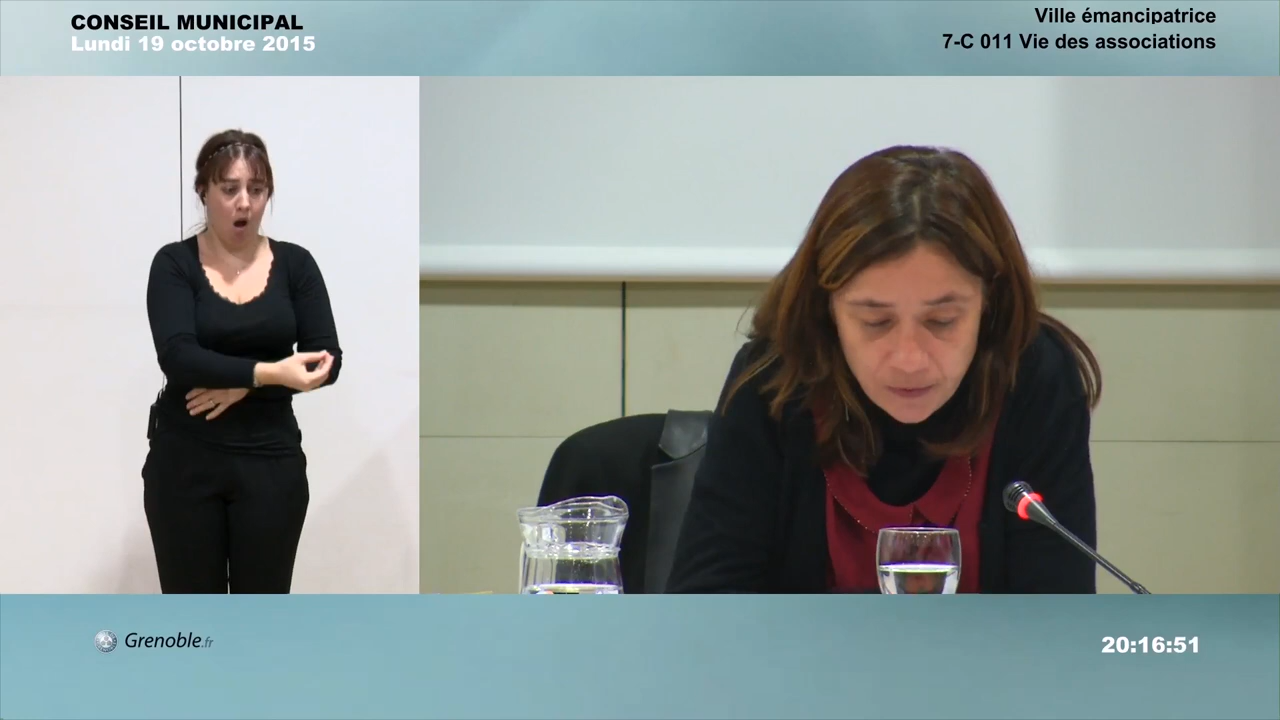 CONSEIL MUNICIPAL
Lundi 19 octobre 2015
Ville émancipatrice
7-C 011 Vie des associations
Grenoble.fr
20:16:51